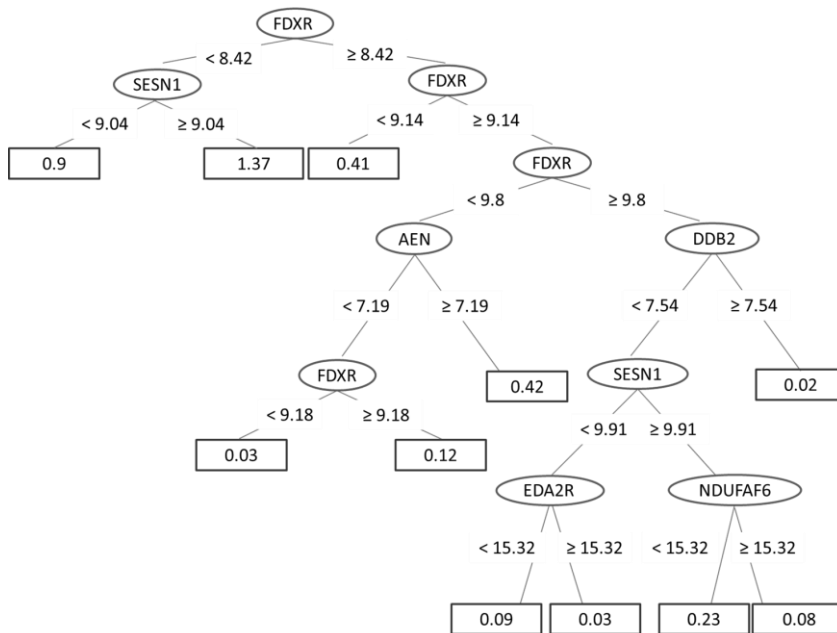 FDXR
< 8.42 ≥ 8.42
SESN1 FDXR
< 9.04 ≥ 9.04 < 9.14 ≥ 9.14
0.9 1.37 0.41 FDXR
< 9.8 ≥ 9.8
AEN DDB2
< 7.19 ≥ 7.19 < 7.54 ≥ 7.54
FDXR 0.42 SESN1 0.02
< 9.18 ≥ 9.18 < 9.91 ≥ 9.91
0.03 0.12
EDA2R NDUFAF6
< 15.32 ≥ 15.32 < 15.32 ≥ 15.32
0.09 0.03 0.23 0.08